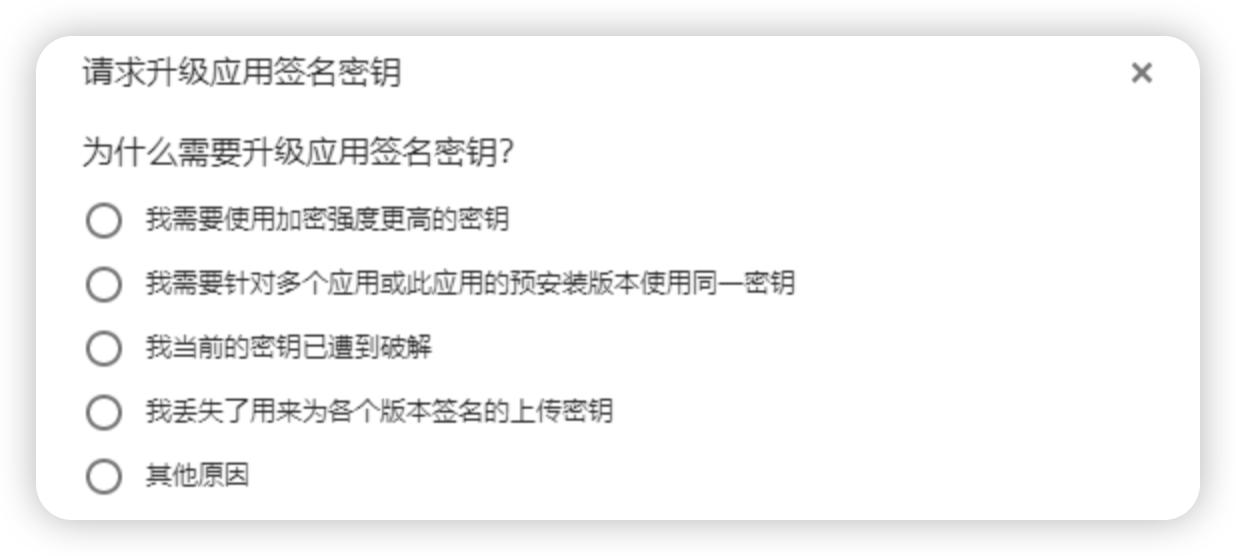 请求升级应用签名密钥
为什么需要升级应用签名密钥？
我需要使用加密强度更高的密钥
我需要针对多个应用或此应用的预安装版本使用同一密钥
我当前的密钥已遭到破解
我丢失了用来为各个版本签名的上传密钥
其他原因